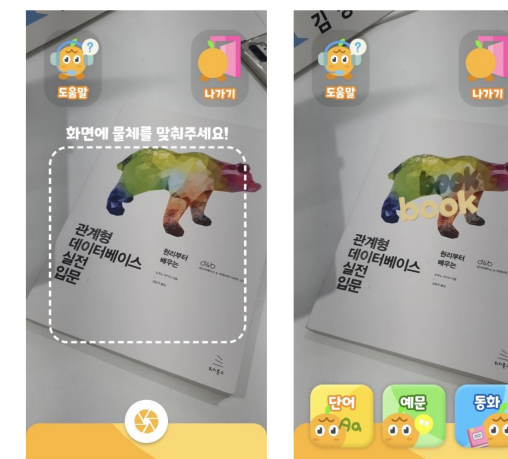 ?
도움말
나가기
화면에 물체를 맞춰주세요!
관계형
데이터베이스
실전
입문
원리부터
배우는
d&b
김
?
도움말
나가기
book
book
관계형
데이터베이스
실전
입문
원리부터
배우는
d&b
단어
Aa
예문
동화